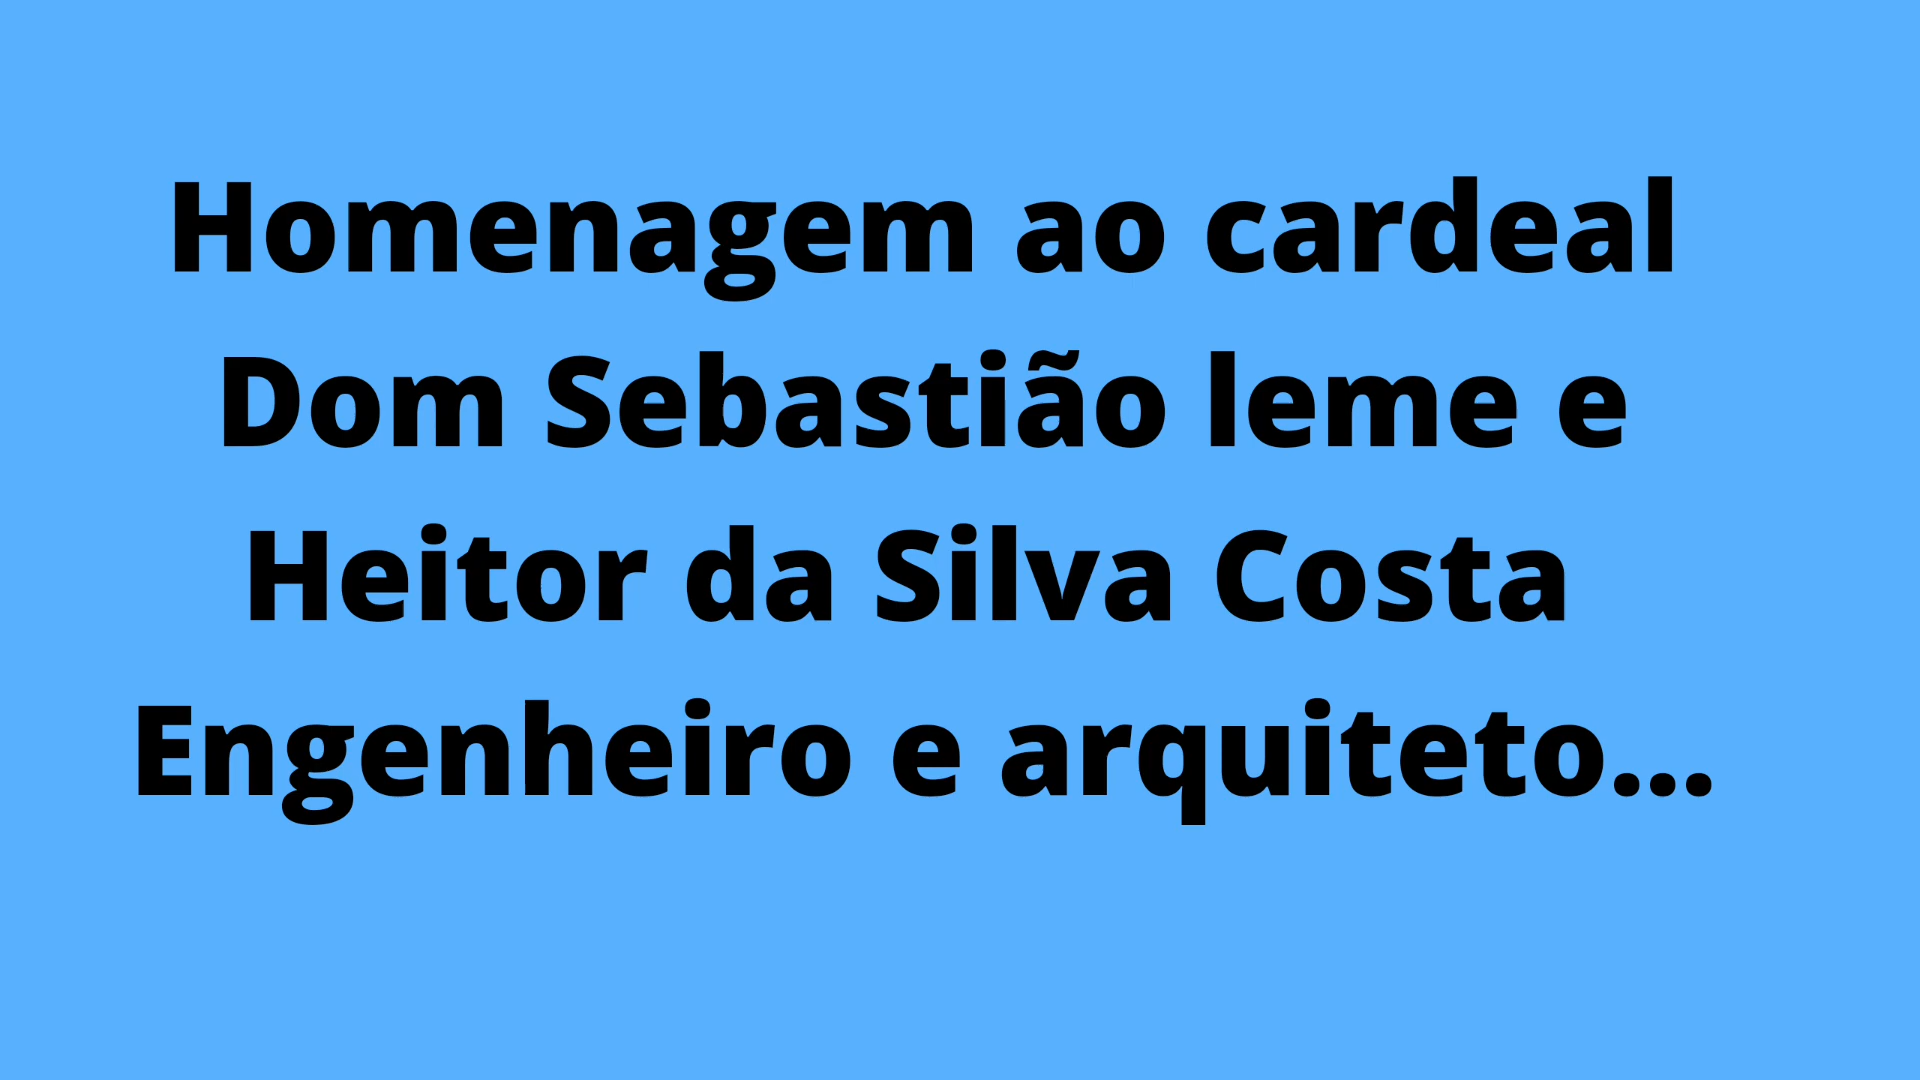 Homenagem ao cardeal
Dom Sebastião leme e
Heitor da Silva Costa
Engenheiro e arquiteto...